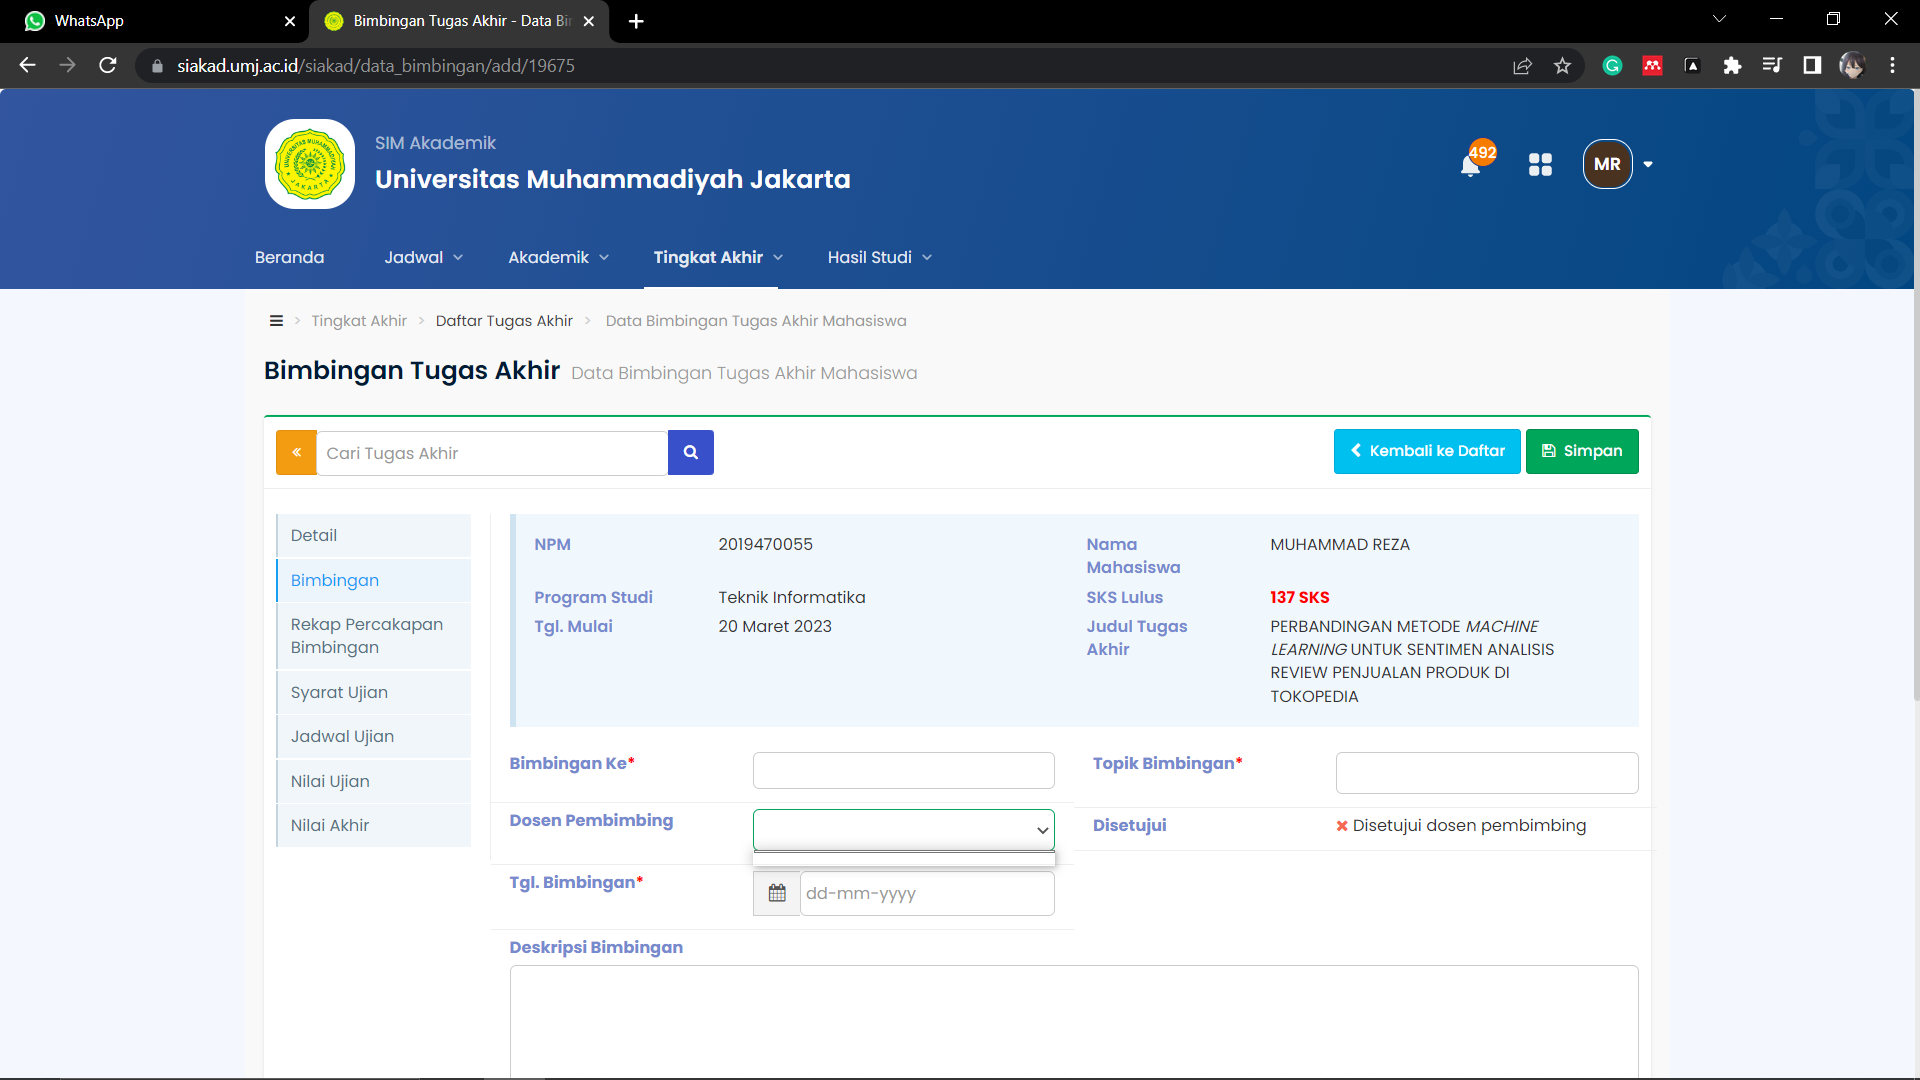 WhatsApp
Bimbingan Tugas Akhir - Data Bi
siakad.umj.ac.id/siakad/data_bimbingan/add/19675
SIM Akademik
Universitas Muhammadiyah Jakarta
492
MR
Beranda
Jadwal
Akademik
Tingkat Akhir
Hasil Studi
Tingkat Akhir > Daftar Tugas Akhir > Data Bimbingan Tugas Akhir Mahasiswa
Bimbingan Tugas Akhir Data Bimbingan Tugas Akhir Mahasiswa
Cari Tugas Akhir
Kembali ke Daftar
Simpan
Detail
Bimbingan
Rekap Percakapan
Bimbingan
Syarat Ujian
Jadwal Ujian
Nilai Ujian
Nilai Akhir
NPM 2019470055
Nama
Mahasiswa
MUHAMMAD REZA
Program Studi Teknik Informatika
SKS Lulus 137 SKS
Tgl. Mulai 20 Maret 2023
Judul Tugas
Akhir
PERBANDINGAN METODE MACHINE
LEARNING UNTUK SENTIMEN ANALISIS
REVIEW PENJUALAN PRODUK DI
TOKOPEDIA
Bimbingan Ke*
Topik Bimbingan*
Dosen Pembimbing
Disetujui
Disetujui dosen pembimbing
Tgl. Bimbingan*
dd-mm-yyyy
Deskripsi Bimbingan